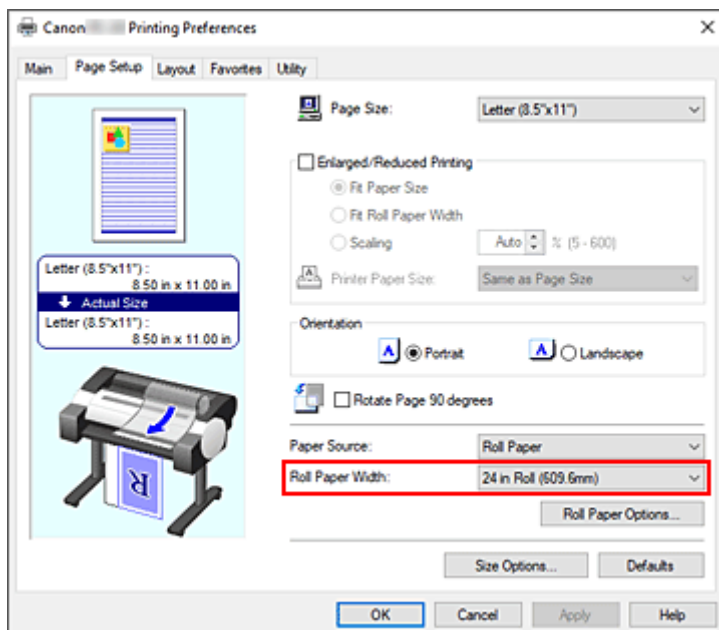 Canon Printing Preferences
Main Page Setup Layout Favorites Utility
Page Size: Letter (8.5"x11")
Enlarged/Reduced Printing
Fit Paper Size
Fit Roll Paper Width
Scaling Auto % (5 - 600)
Printer Paper Size: Same as Page Size
Letter (8.5"x11") :
8.50 in x 11.00 in
Actual Size
Letter (8.5"x11") :
8.50 in x 11.00 in
Orientation
A Portrait A Landscape
Rotate Page 90 degrees
R
Paper Source: Roll Paper
Roll Paper Width: 24 in Roll (609.6mm)
Roll Paper Options...
Size Options... Defaults
OK Cancel Apply Help